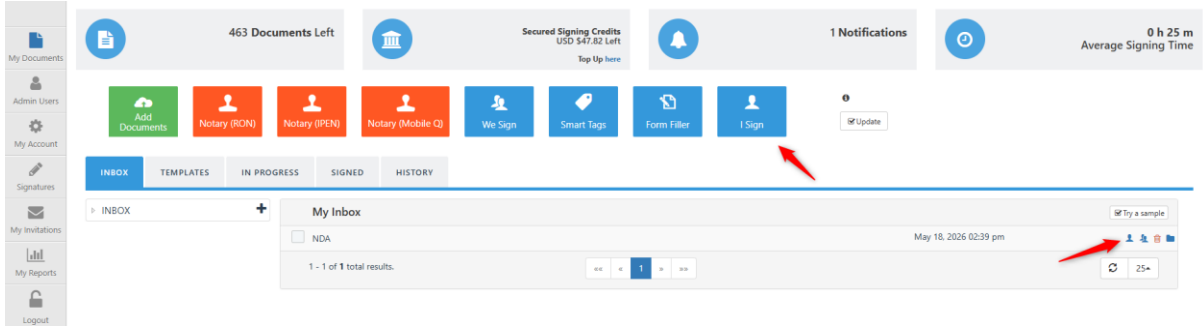 My Documents
Admin Users
My Account
Signatures
My Invitations
My Reports
Logout
463 Documents Left
Secured Signing Credits
USD $47.82 Left
Top Up here
1 Notifications
0 h 25 m
Average Signing Time
Add
Documents
Notary (RON)
Notary (IPEN)
Notary (Mobile Q)
We Sign
Smart Tags
Form Filler
I Sign
Update
INBOX
TEMPLATES
IN PROGRESS
SIGNED
HISTORY
INBOX
My Inbox
Try a sample
NDA
May 18, 2026 02:39 pm
1 - 1 of 1 total results.
«« « 1 » »»
25